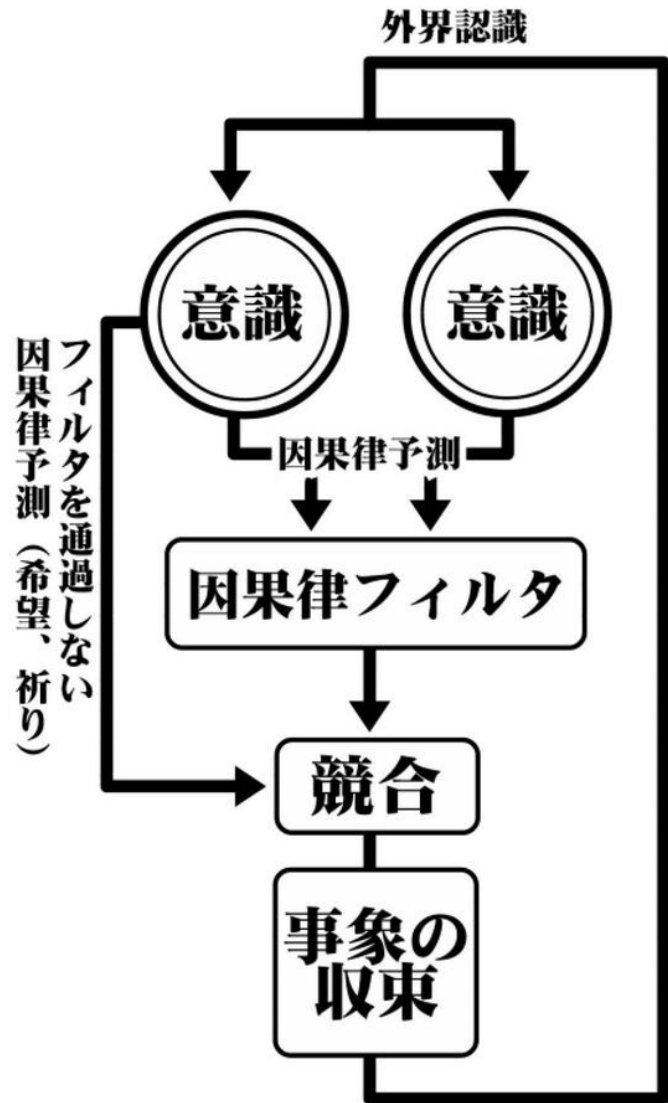 外界認識
意識
意識
フィルタを通過しない
因果律予測（希望、祈り）
因果律予測
因果律フィルタ
競合
事象の
収束